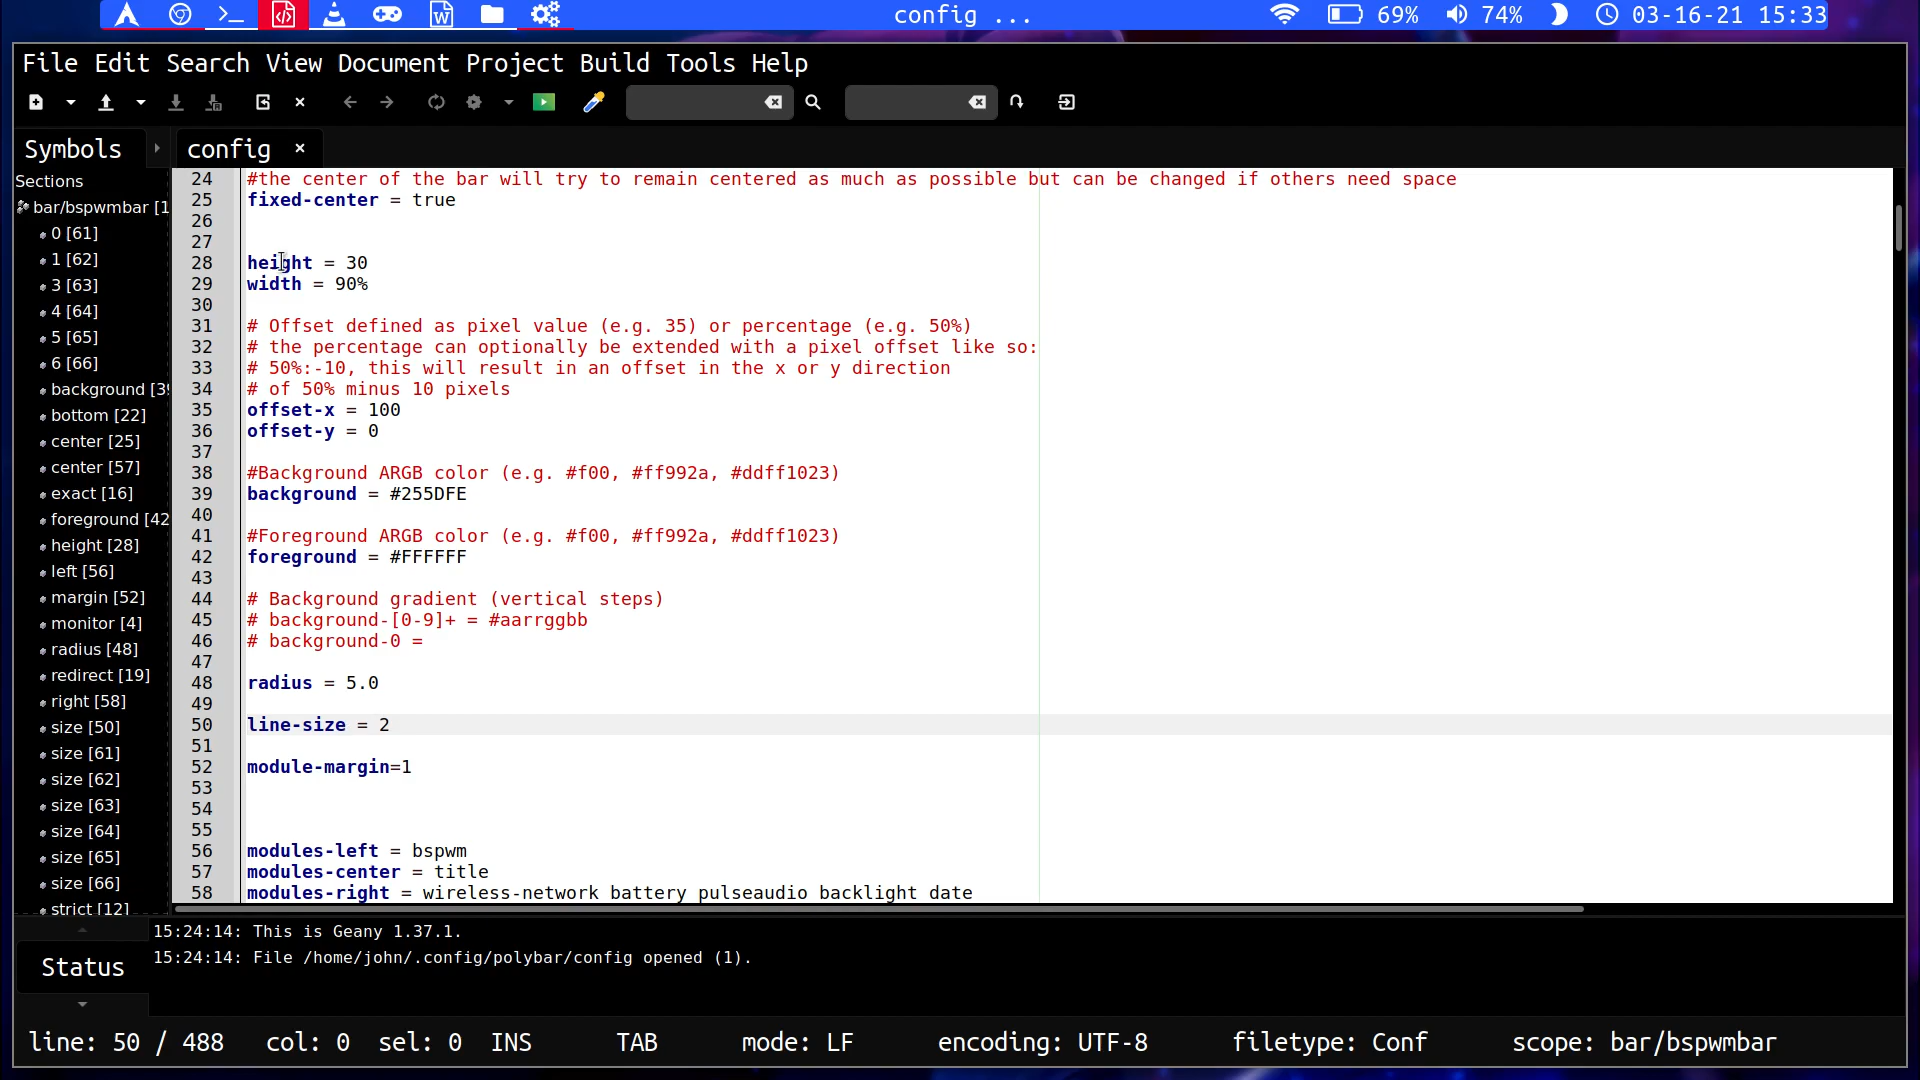 config ...
69%
74%
03-16-21 15:33
File Edit Search View Document Project Build Tools Help
Symbols
config ×
Sections
bar/bspwmbar [1
0 [61]
1 [62]
3 [63]
4 [64]
5 [65]
6 [66]
background [39
bottom [22]
center [25]
center [57]
exact [16]
foreground [42
height [28]
left [56]
margin [52]
monitor [4]
radius [48]
redirect [19]
right [58]
size [50]
size [61]
size [62]
size [63]
size [64]
size [65]
size [66]
strict [12]
24 #the center of the bar will try to remain centered as much as possible but can be changed if others need space
25 fixed-center = true
26
27
28 height = 30
29 width = 90%
30
31 # Offset defined as pixel value (e.g. 35) or percentage (e.g. 50%)
32 # the percentage can optionally be extended with a pixel offset like so:
33 # 50%:-10, this will result in an offset in the x or y direction
34 # of 50% minus 10 pixels
35 offset-x = 100
36 offset-y = 0
37
38 #Background ARGB color (e.g. #f00, #ff992a, #ddff1023)
39 background = #255DFE
40
41 #Foreground ARGB color (e.g. #f00, #ff992a, #ddff1023)
42 foreground = #FFFFFF
43
44 # Background gradient (vertical steps)
45 # background-[0-9]+ = #aarrggbb
46 # background-0 =
47
48 radius = 5.0
49
50 line-size = 2
51
52 module-margin=1
53
54
55
56 modules-left = bspwm
57 modules-center = title
58 modules-right = wireless-network battery pulseaudio backlight date
Status
15:24:14: This is Geany 1.37.1.
15:24:14: File /home/john/.config/polybar/config opened (1).
line: 50 / 488 col: 0 sel: 0 INS TAB mode: LF encoding: UTF-8 filetype: Conf scope: bar/bspwmbar